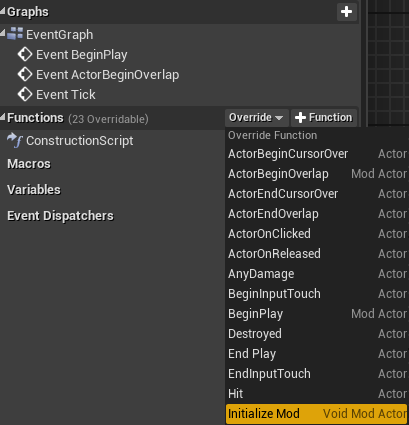 Graphs
EventGraph
Event BeginPlay
Event ActorBeginOverlap
Event Tick
Functions (23 Overridable) Override + Function
ConstructionScript
Macros
Variables
Event Dispatchers
Override Function
ActorBeginCursorOver Actor
ActorBeginOverlap Mod Actor
ActorEndCursorOver Actor
ActorEndOverlap Actor
ActorOnClicked Actor
ActorOnReleased Actor
AnyDamage Actor
BeginInputTouch Actor
BeginPlay Mod Actor
Destroyed Actor
End Play Actor
EndInputTouch Actor
Hit Actor
Initialize Mod Void Mod Actor